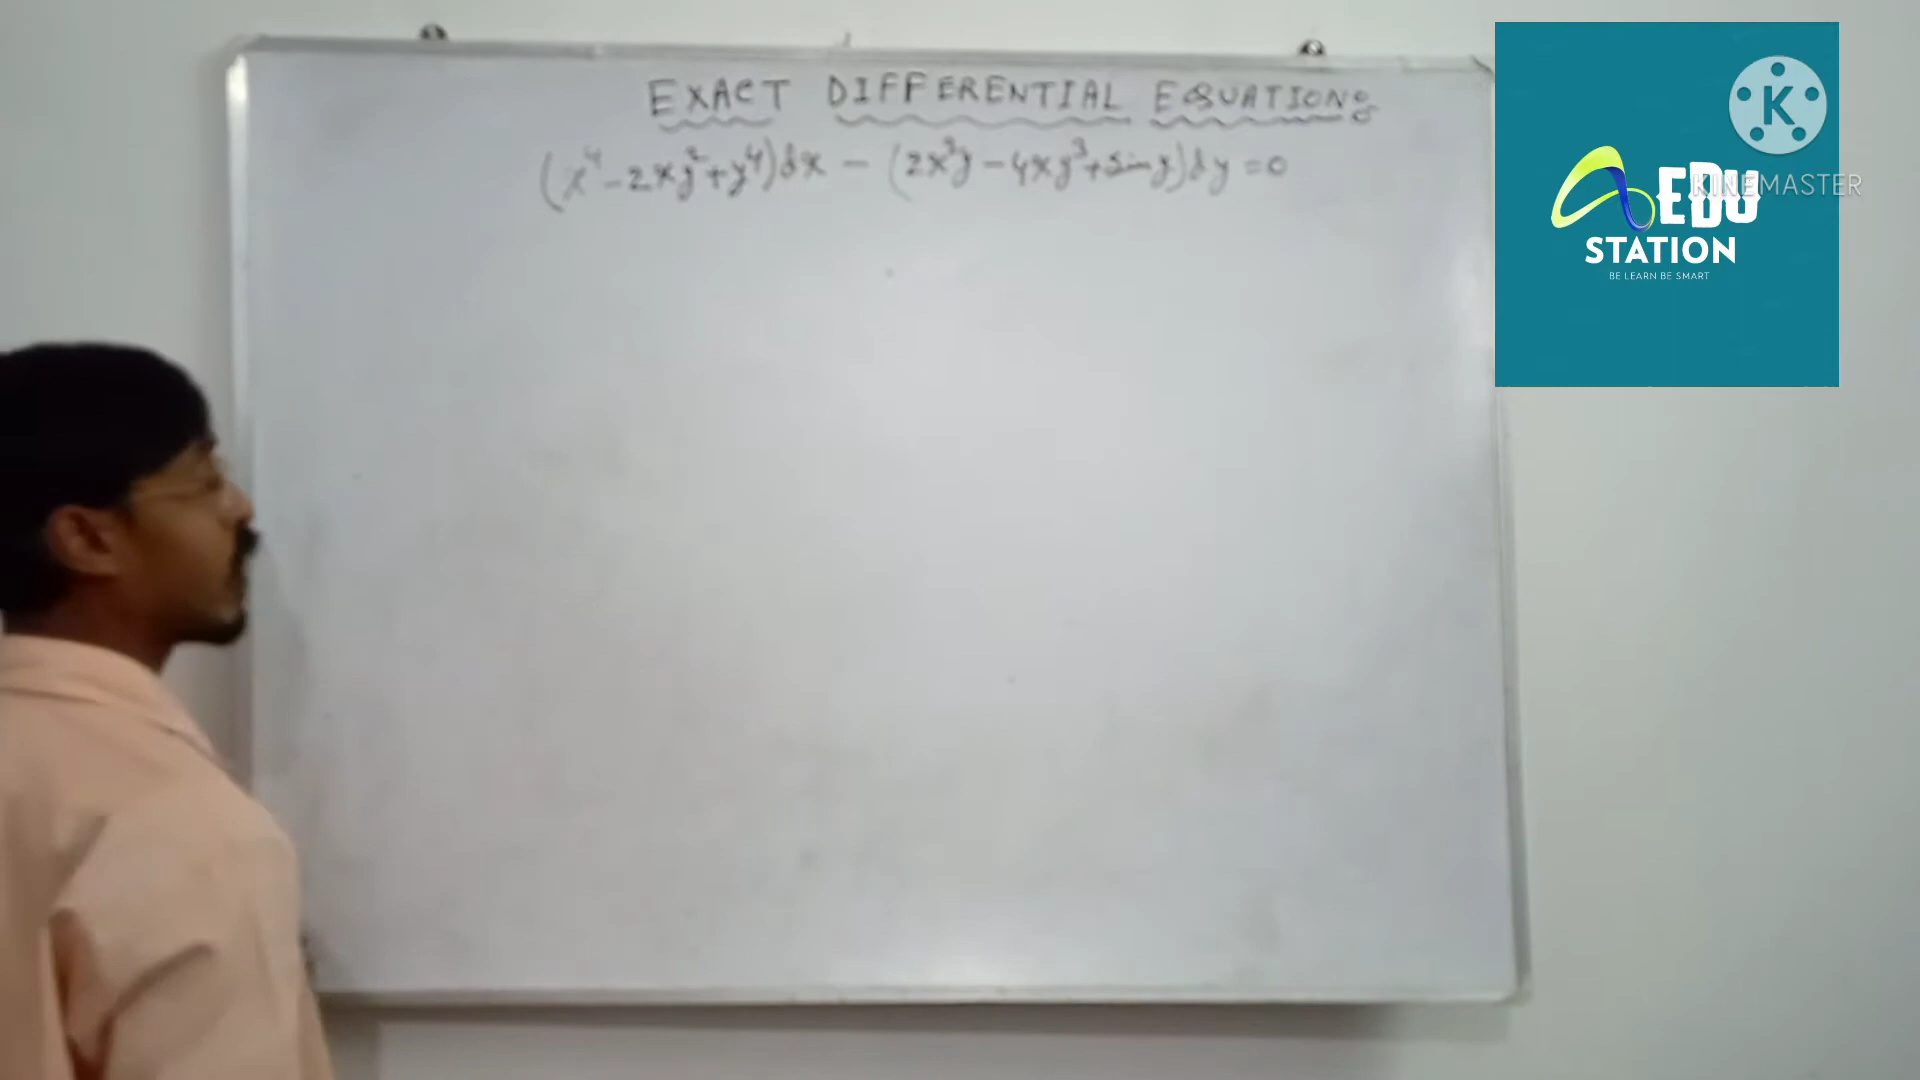 EXACT DIFFERENTIAL EQUATIONS
(x⁴-2xy²+y⁴)dx - (2x²y-4xy³+siny)dy=0
K
KINEMASTER
EDU
STATION
BE LEARN BE SMART